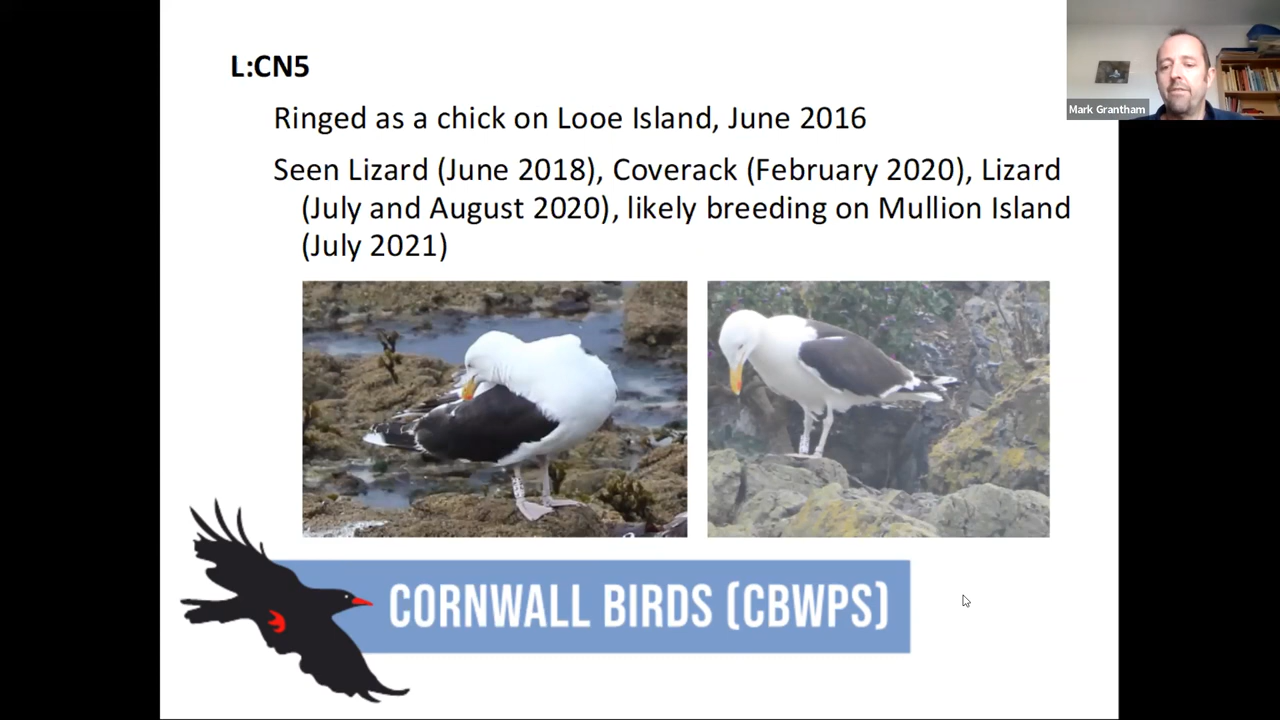 L:CN5
Mark Grantham
Ringed as a chick on Looe Island, June 2016
Seen Lizard (June 2018), Coverack (February 2020), Lizard
(July and August 2020), likely breeding on Mullion Island
(July 2021)
CORNWALL BIRDS (CBWPS)